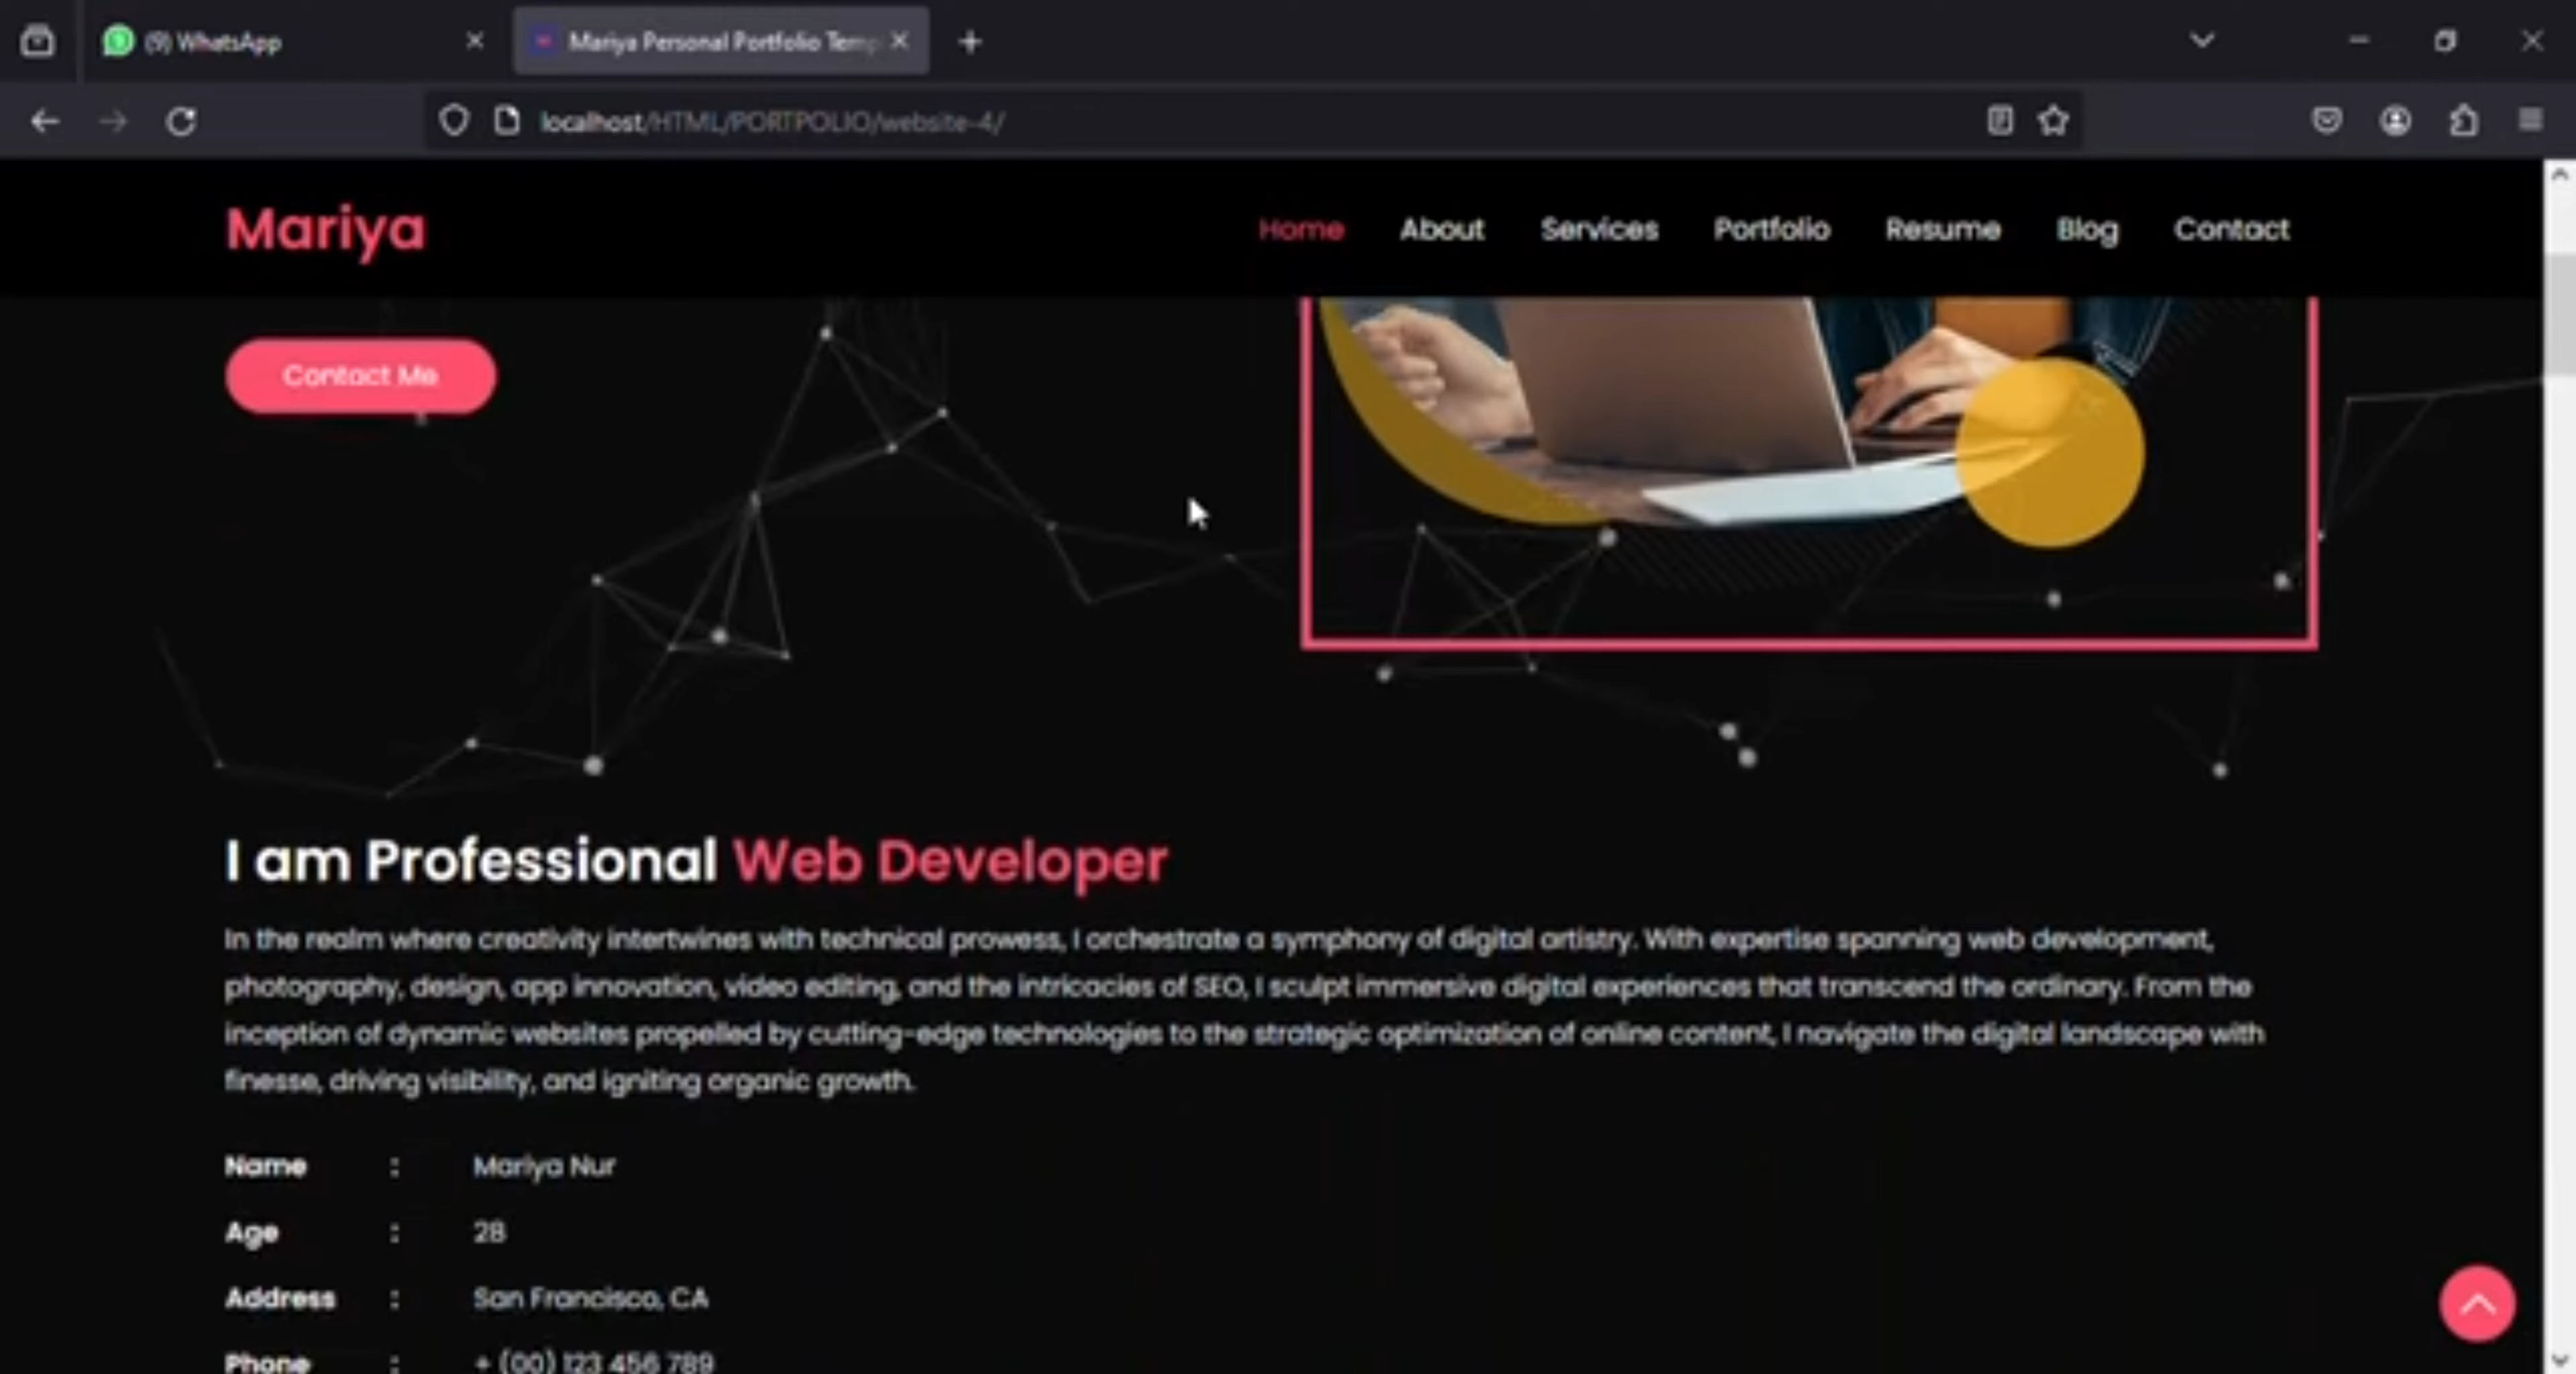 (9) WhatsApp
Mariya Personal Portfolio Temp
localhost/HTML/PORTPOLIO/website-4/
Mariya
Home About Services Portfolio Resume Blog Contact
Contact Me
I am Professional Web Developer
In the realm where creativity intertwines with technical prowess, I orchestrate a symphony of digital artistry. With expertise spanning web development,
photography, design, app innovation, video editing, and the intricacies of SEO, I sculpt immersive digital experiences that transcend the ordinary. From the
inception of dynamic websites propelled by cutting-edge technologies to the strategic optimization of online content, I navigate the digital landscape with
finesse, driving visibility, and igniting organic growth.
Name : Mariya Nur
Age : 28
Address : San Francisco, CA
Phone : + (00) 123 456 789